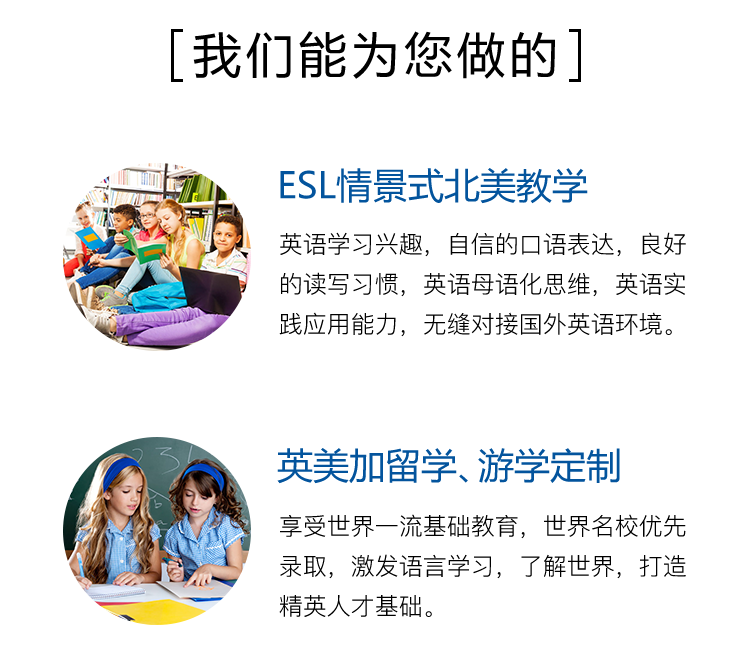 [我们能为您做的]
ESL情景式北美教学
英语学习兴趣，自信的口语表达，良好
的读写习惯，英语母语化思维，英语实
践应用能力，无缝对接国外英语环境。
英美加留学、游学定制
享受世界一流基础教育，世界名校优先
录取，激发语言学习，了解世界，打造
精英人才基础。